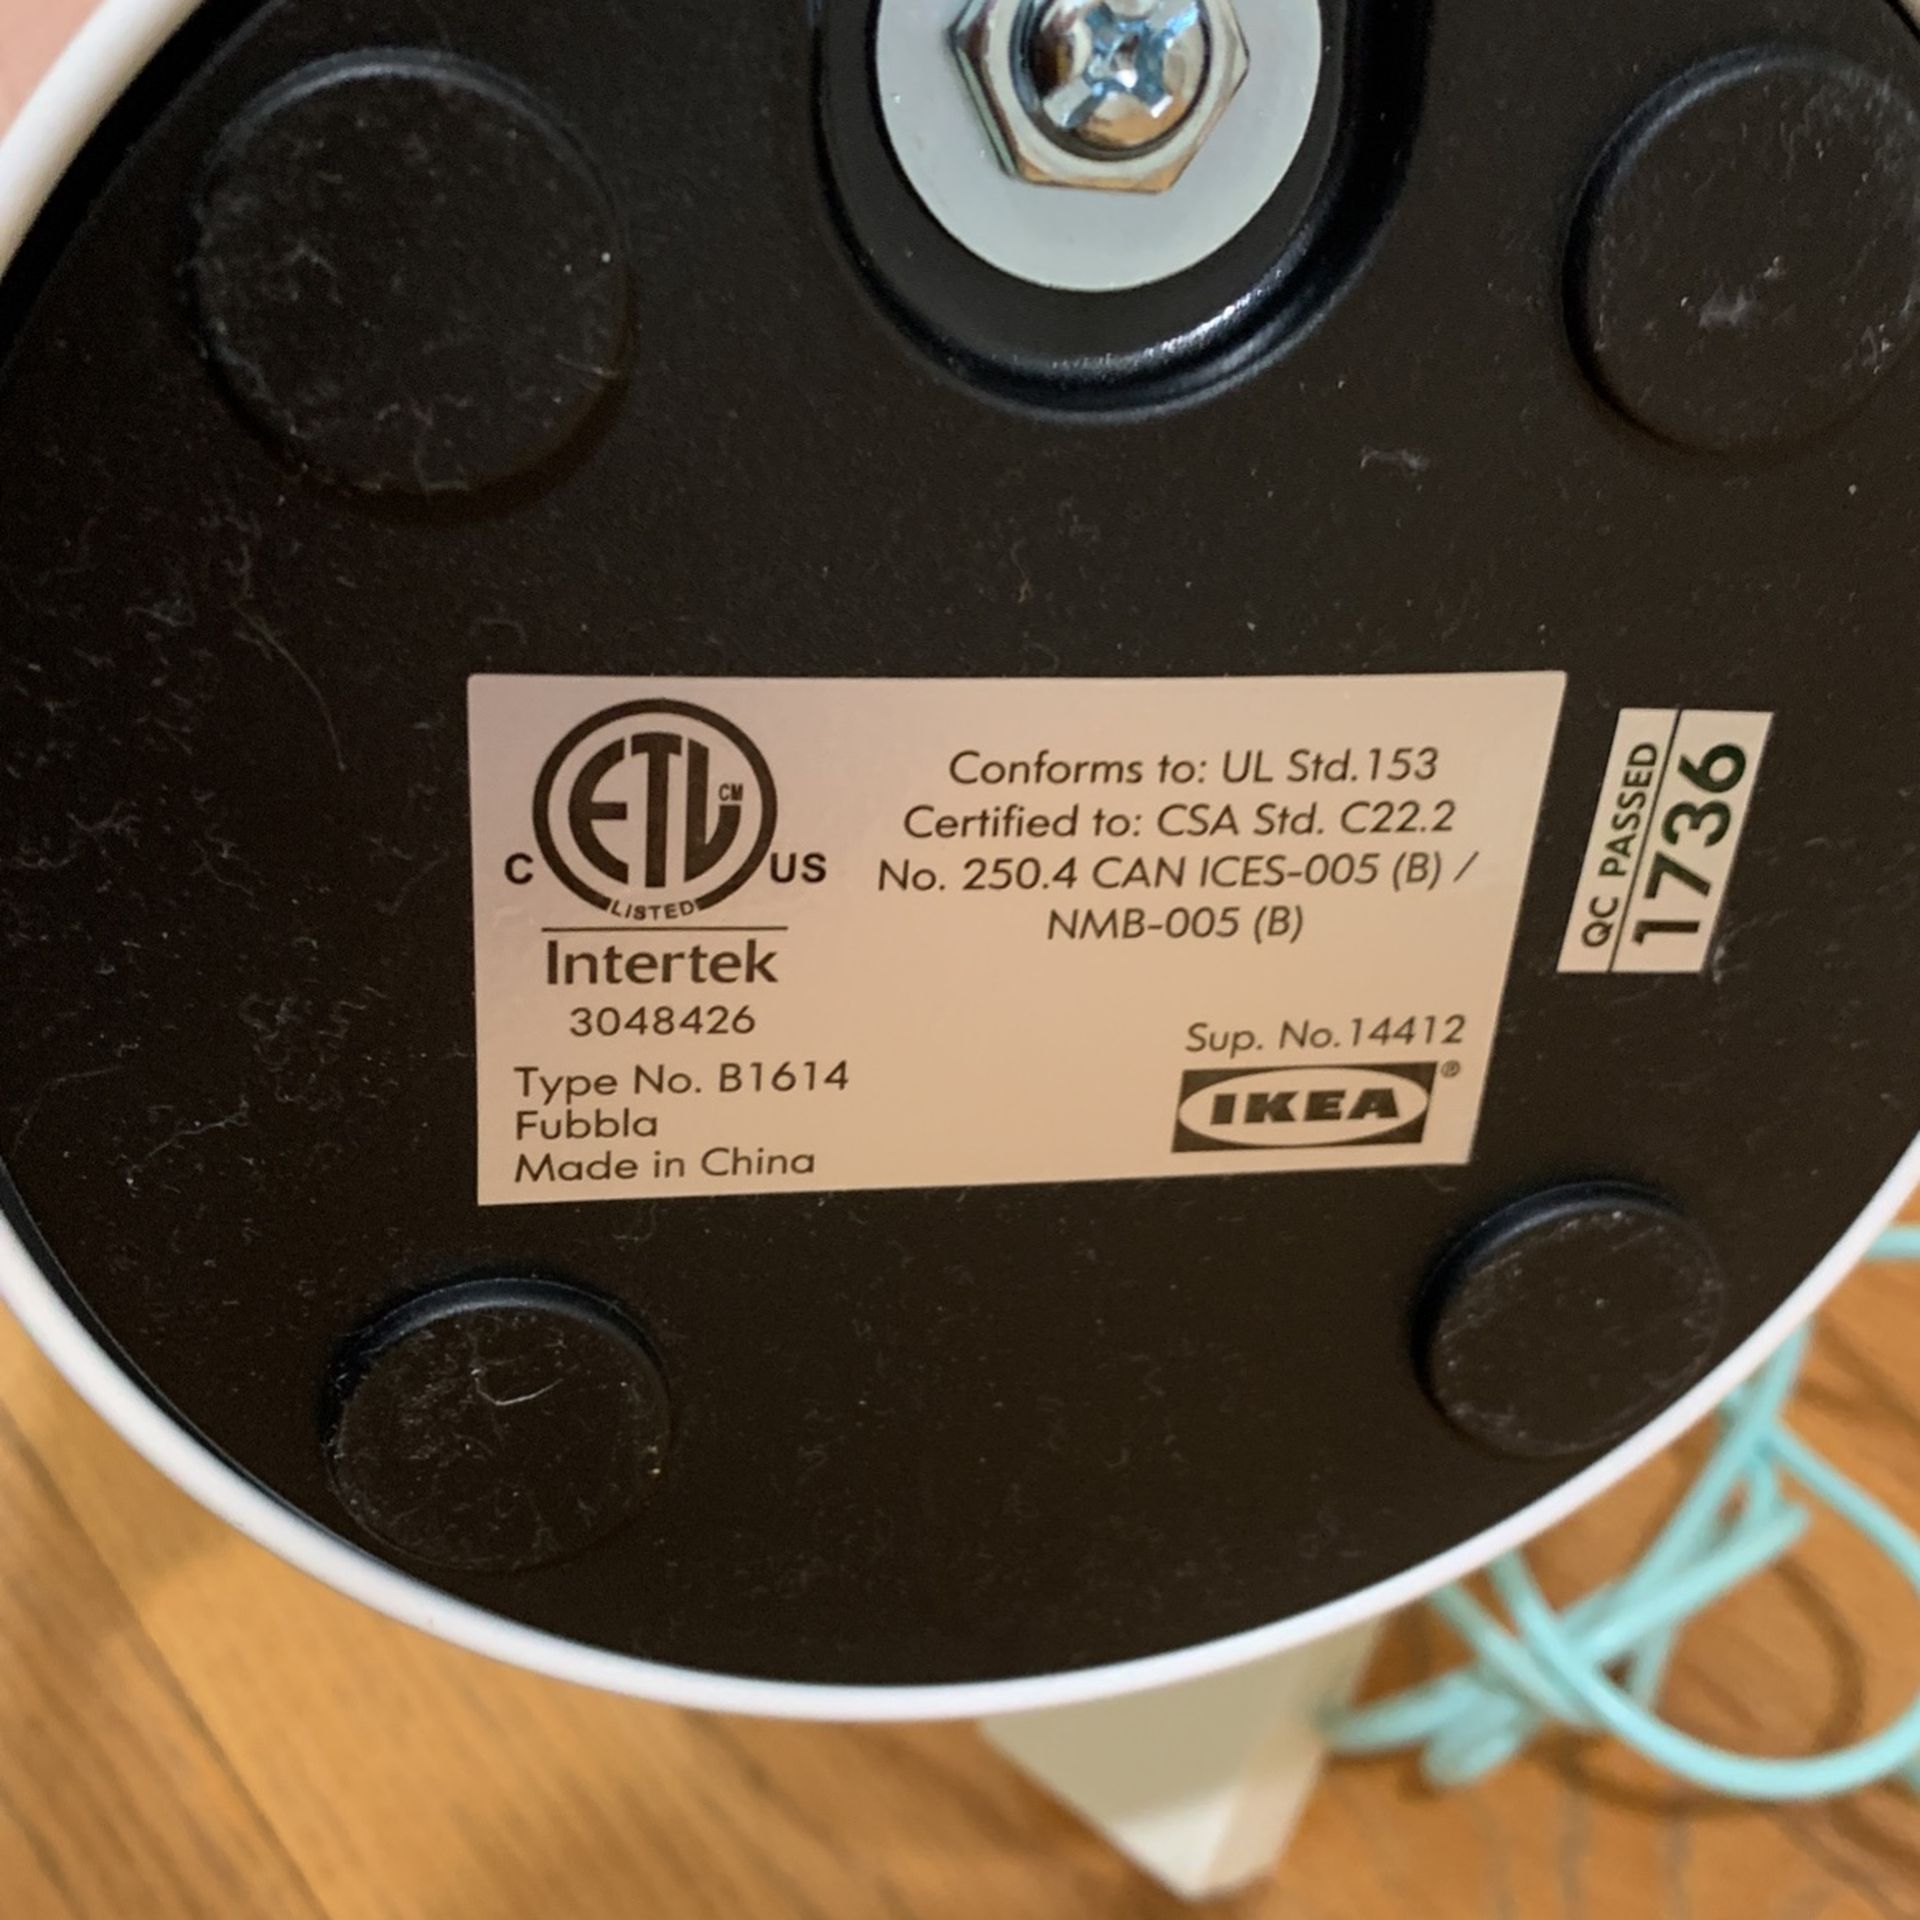 ETL CM
C US
LISTED
Intertek
3048426
Type No. B1614
Fubbla
Made in China
Conforms to: UL Std.153
Certified to: CSA Std. C22.2
No. 250.4 CAN ICES-005 (B) /
NMB-005 (B)
Sup. No.14412
IKEA®
QC PASSED
1736